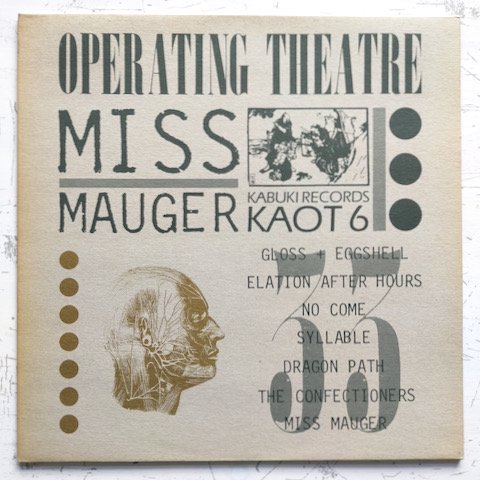 OPERATING THEATRE
MISS
MAUGER
KABUKI RECORDS
KAOT 6
33
GLOSS + EGGSHELL
ELATION AFTER HOURS
NO COME
SYLLABLE
DRAGON PATH
THE CONFECTIONERS
MISS MAUGER